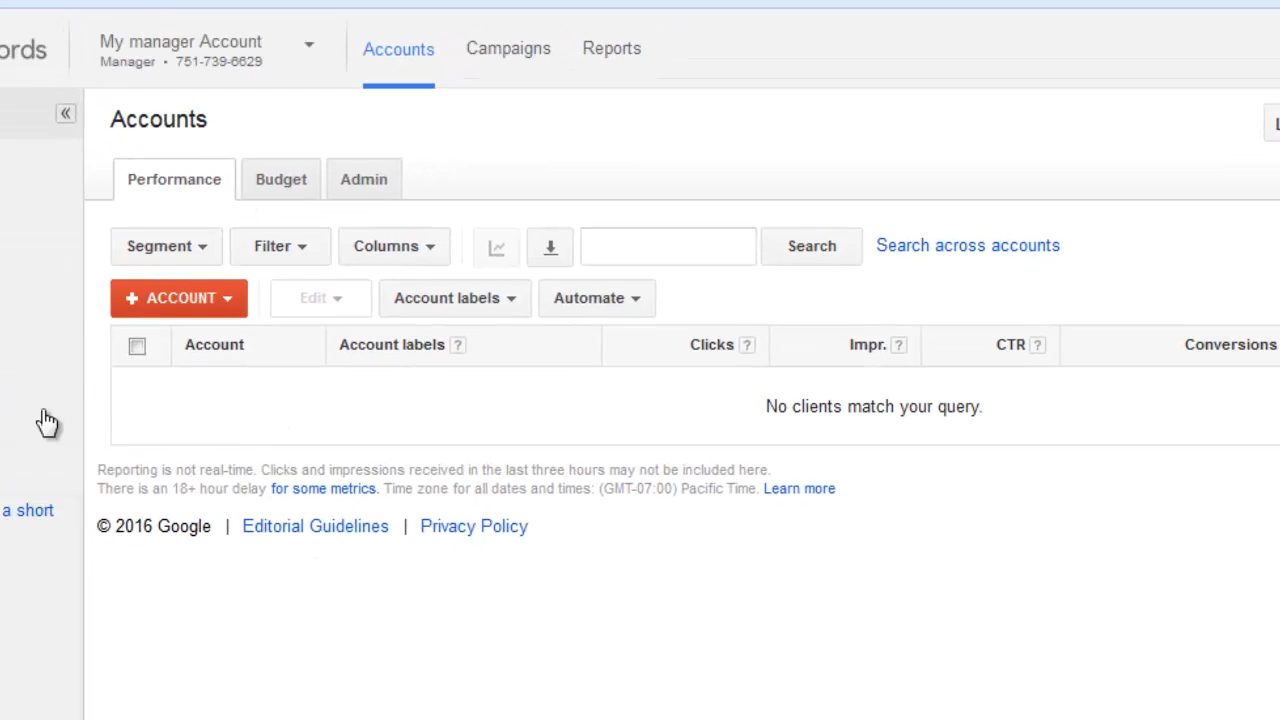 ords
My manager Account
Manager • 751-739-6629
Accounts
Campaigns
Reports
«
Accounts
Performance
Budget
Admin
Segment
Filter
Columns
Search
Search across accounts
+ ACCOUNT
Edit
Account labels
Automate
Account
Account labels ?
Clicks ?
Impr. ?
CTR ?
Conversions
No clients match your query.
Reporting is not real-time. Clicks and impressions received in the last three hours may not be included here.
There is an 18+ hour delay for some metrics. Time zone for all dates and times: (GMT-07:00) Pacific Time. Learn more
a short
© 2016 Google | Editorial Guidelines | Privacy Policy